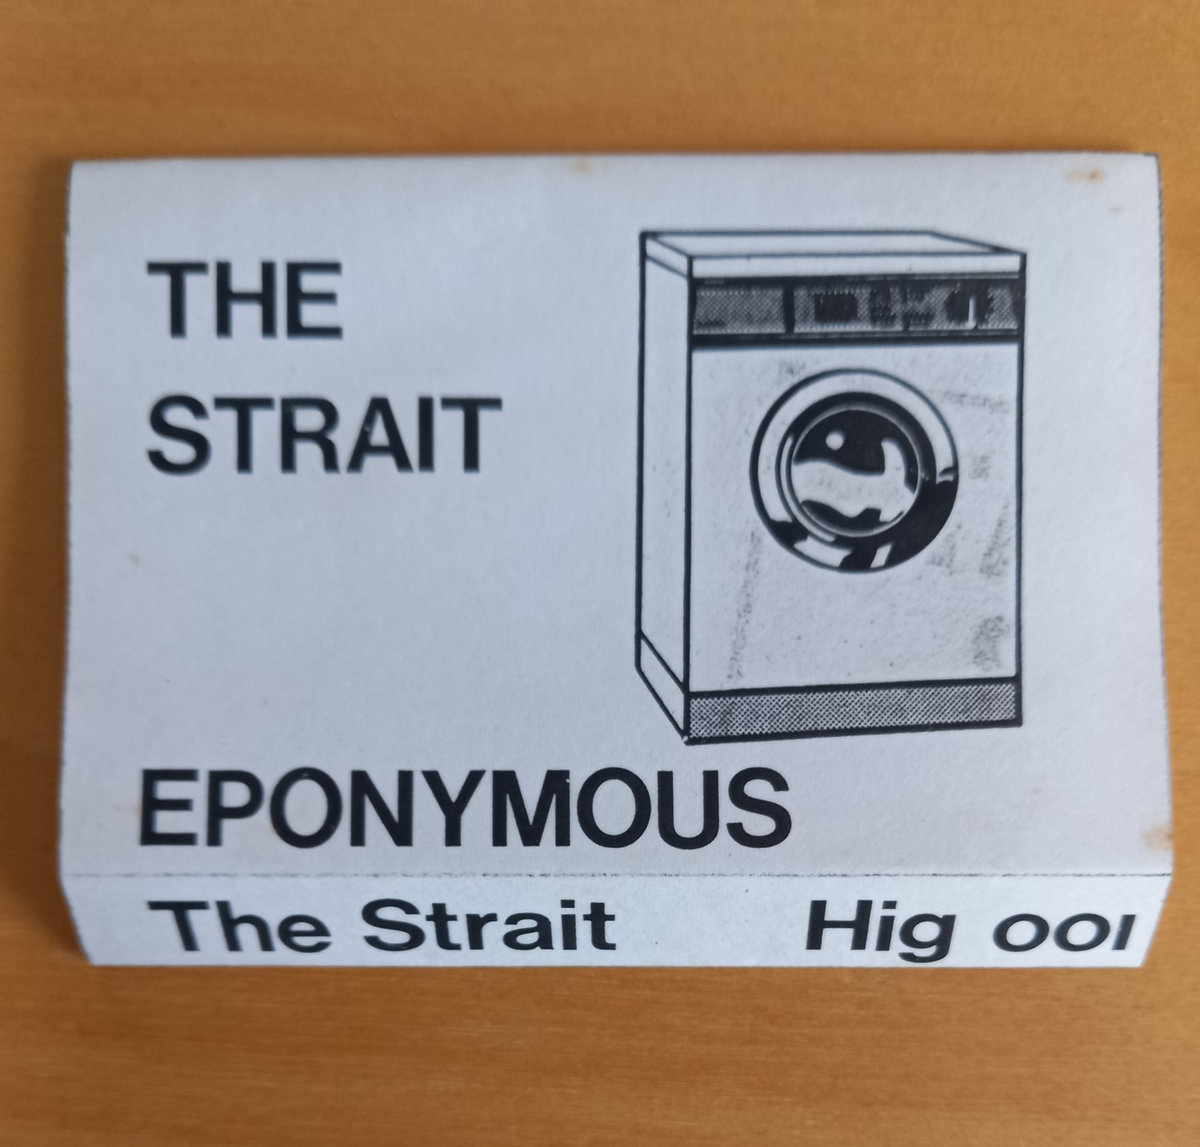 THE
STRAIT
EPONYMOUS
The Strait Hig 001